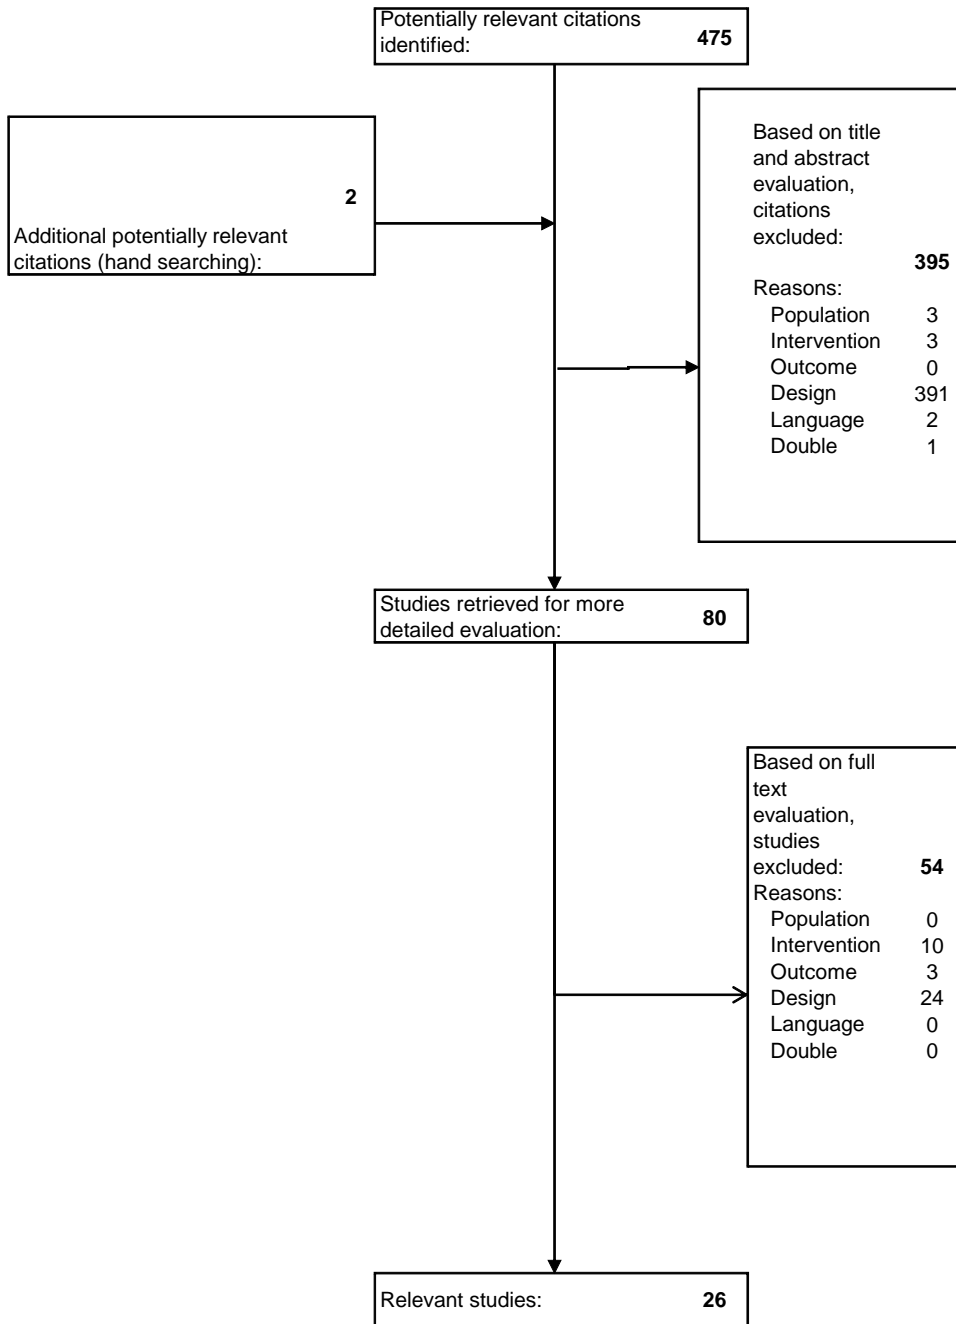 Potentially relevant citations
identified: 475
2
Additional potentially relevant
citations (hand searching):
Based on title
and abstract
evaluation,
citations
excluded:
395
Reasons:
Population 3
Intervention 3
Outcome 0
Design 391
Language 2
Double 1
Studies retrieved for more
detailed evaluation: 80
Based on full
text
evaluation,
studies
excluded: 54
Reasons:
Population 0
Intervention 10
Outcome 3
Design 24
Language 0
Double 0
Relevant studies: 26